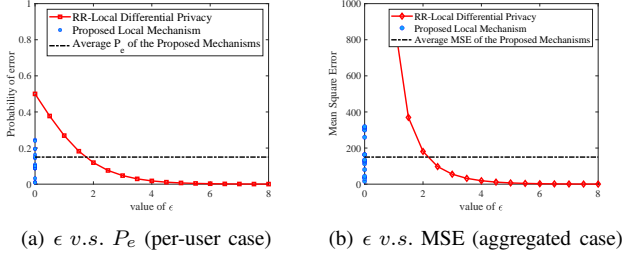 RR-Local Differential Privacy
Proposed Local Mechanism
Average P_e of the Proposed Mechanisms
Probability of error
1
0.8
0.6
0.4
0.2
0
0 2 4 6 8
value of ϵ
(a) ϵ v.s. P_e (per-user case)
RR-Local Differential Privacy
Proposed Local Mechanism
Average MSE of the Proposed Mechanisms
Mean Square Error
1000
800
600
400
200
0
0 2 4 6 8
value of ϵ
(b) ϵ v.s. MSE (aggregated case)